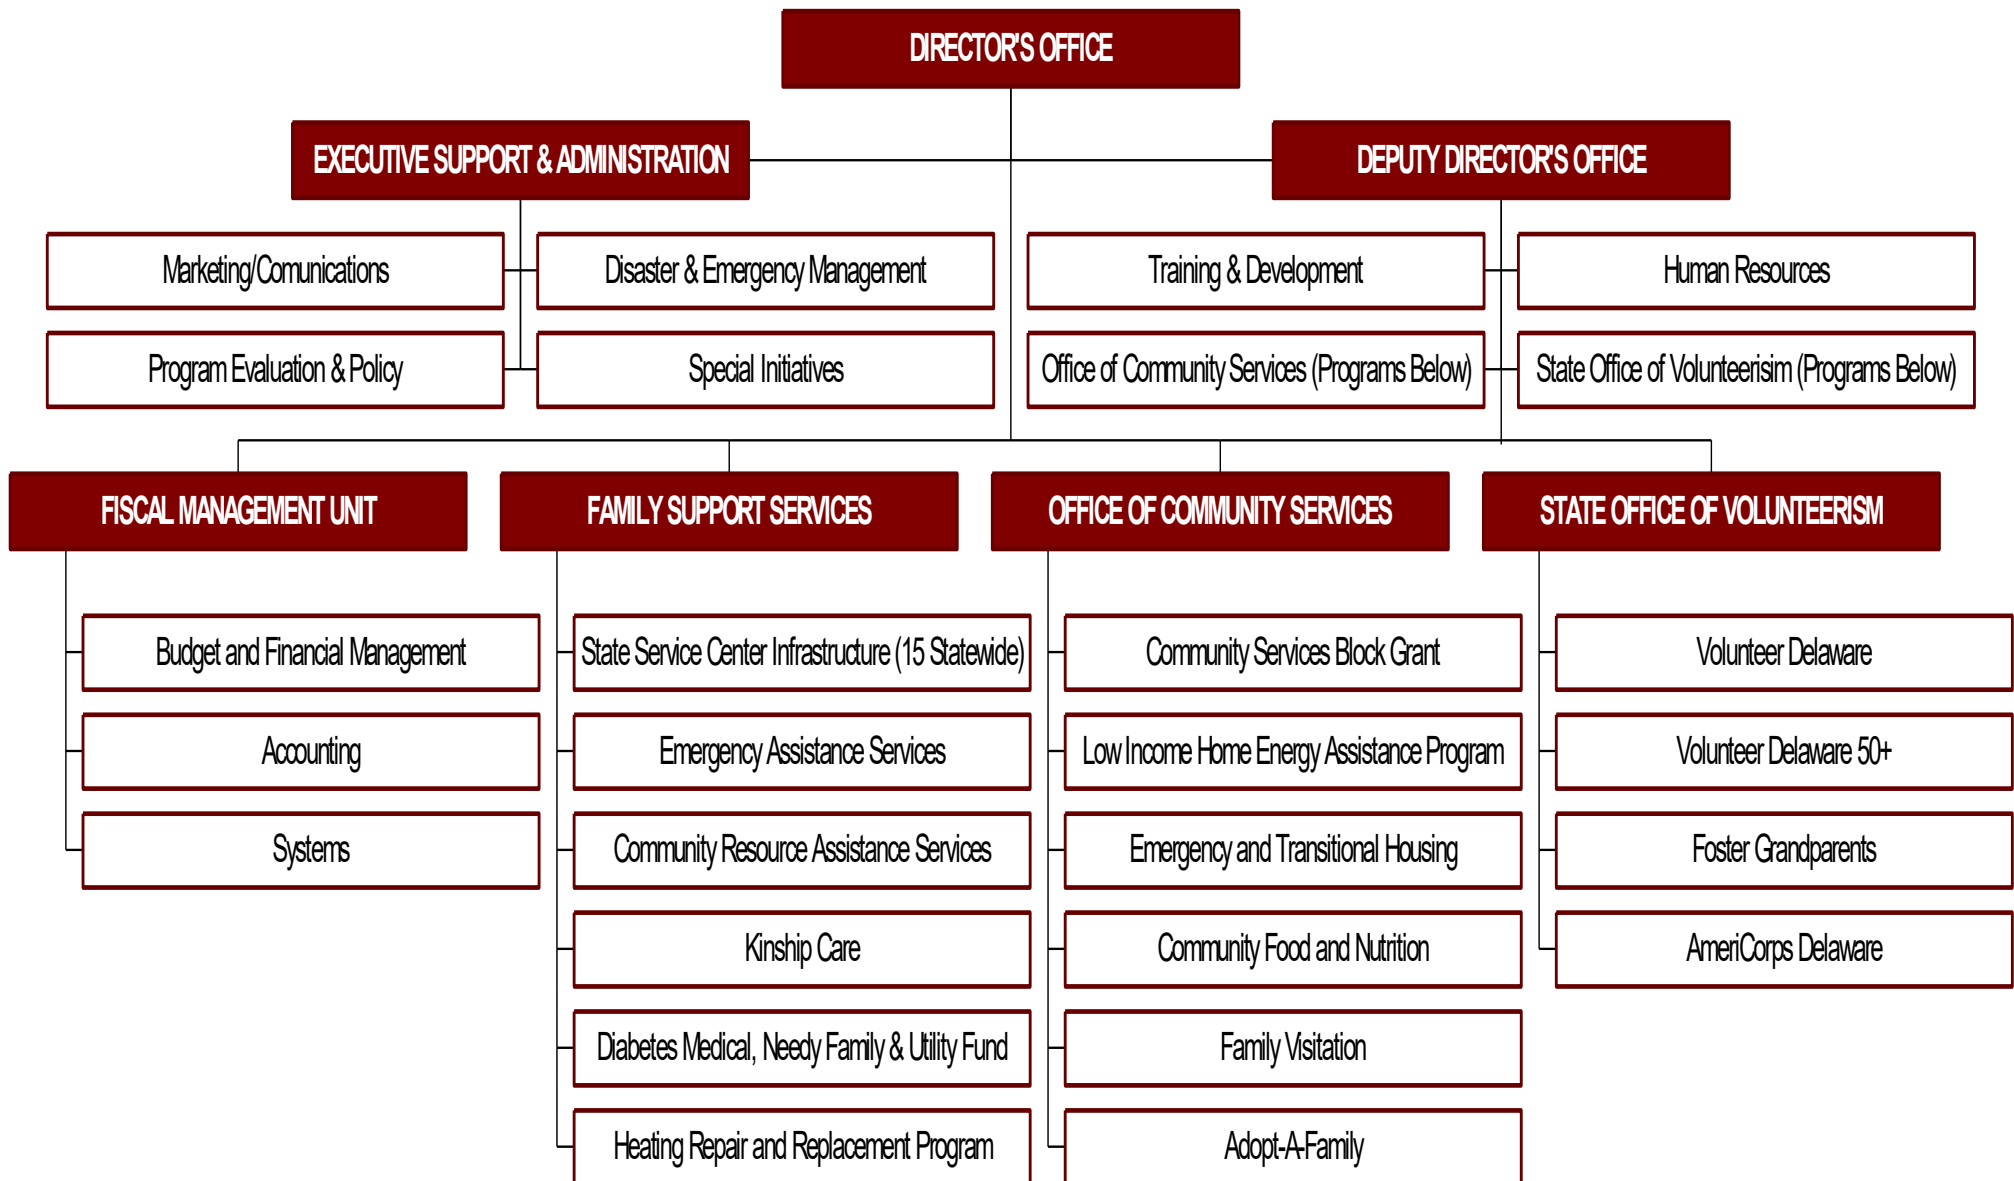 DIRECTOR'S OFFICE
EXECUTIVE SUPPORT & ADMINISTRATION
DEPUTY DIRECTOR'S OFFICE
Marketing/Comunications
Disaster & Emergency Management
Training & Development
Human Resources
Program Evaluation & Policy
Special Initiatives
Office of Community Services (Programs Below)
State Office of Volunteerisim (Programs Below)
FISCAL MANAGEMENT UNIT
FAMILY SUPPORT SERVICES
OFFICE OF COMMUNITY SERVICES
STATE OFFICE OF VOLUNTEERISM
Budget and Financial Management
State Service Center Infrastructure (15 Statewide)
Community Services Block Grant
Volunteer Delaware
Accounting
Emergency Assistance Services
Low Income Home Energy Assistance Program
Volunteer Delaware 50+
Systems
Community Resource Assistance Services
Emergency and Transitional Housing
Foster Grandparents
Kinship Care
Community Food and Nutrition
AmeriCorps Delaware
Diabetes Medical, Needy Family & Utility Fund
Family Visitation
Heating Repair and Replacement Program
Adopt-A-Family